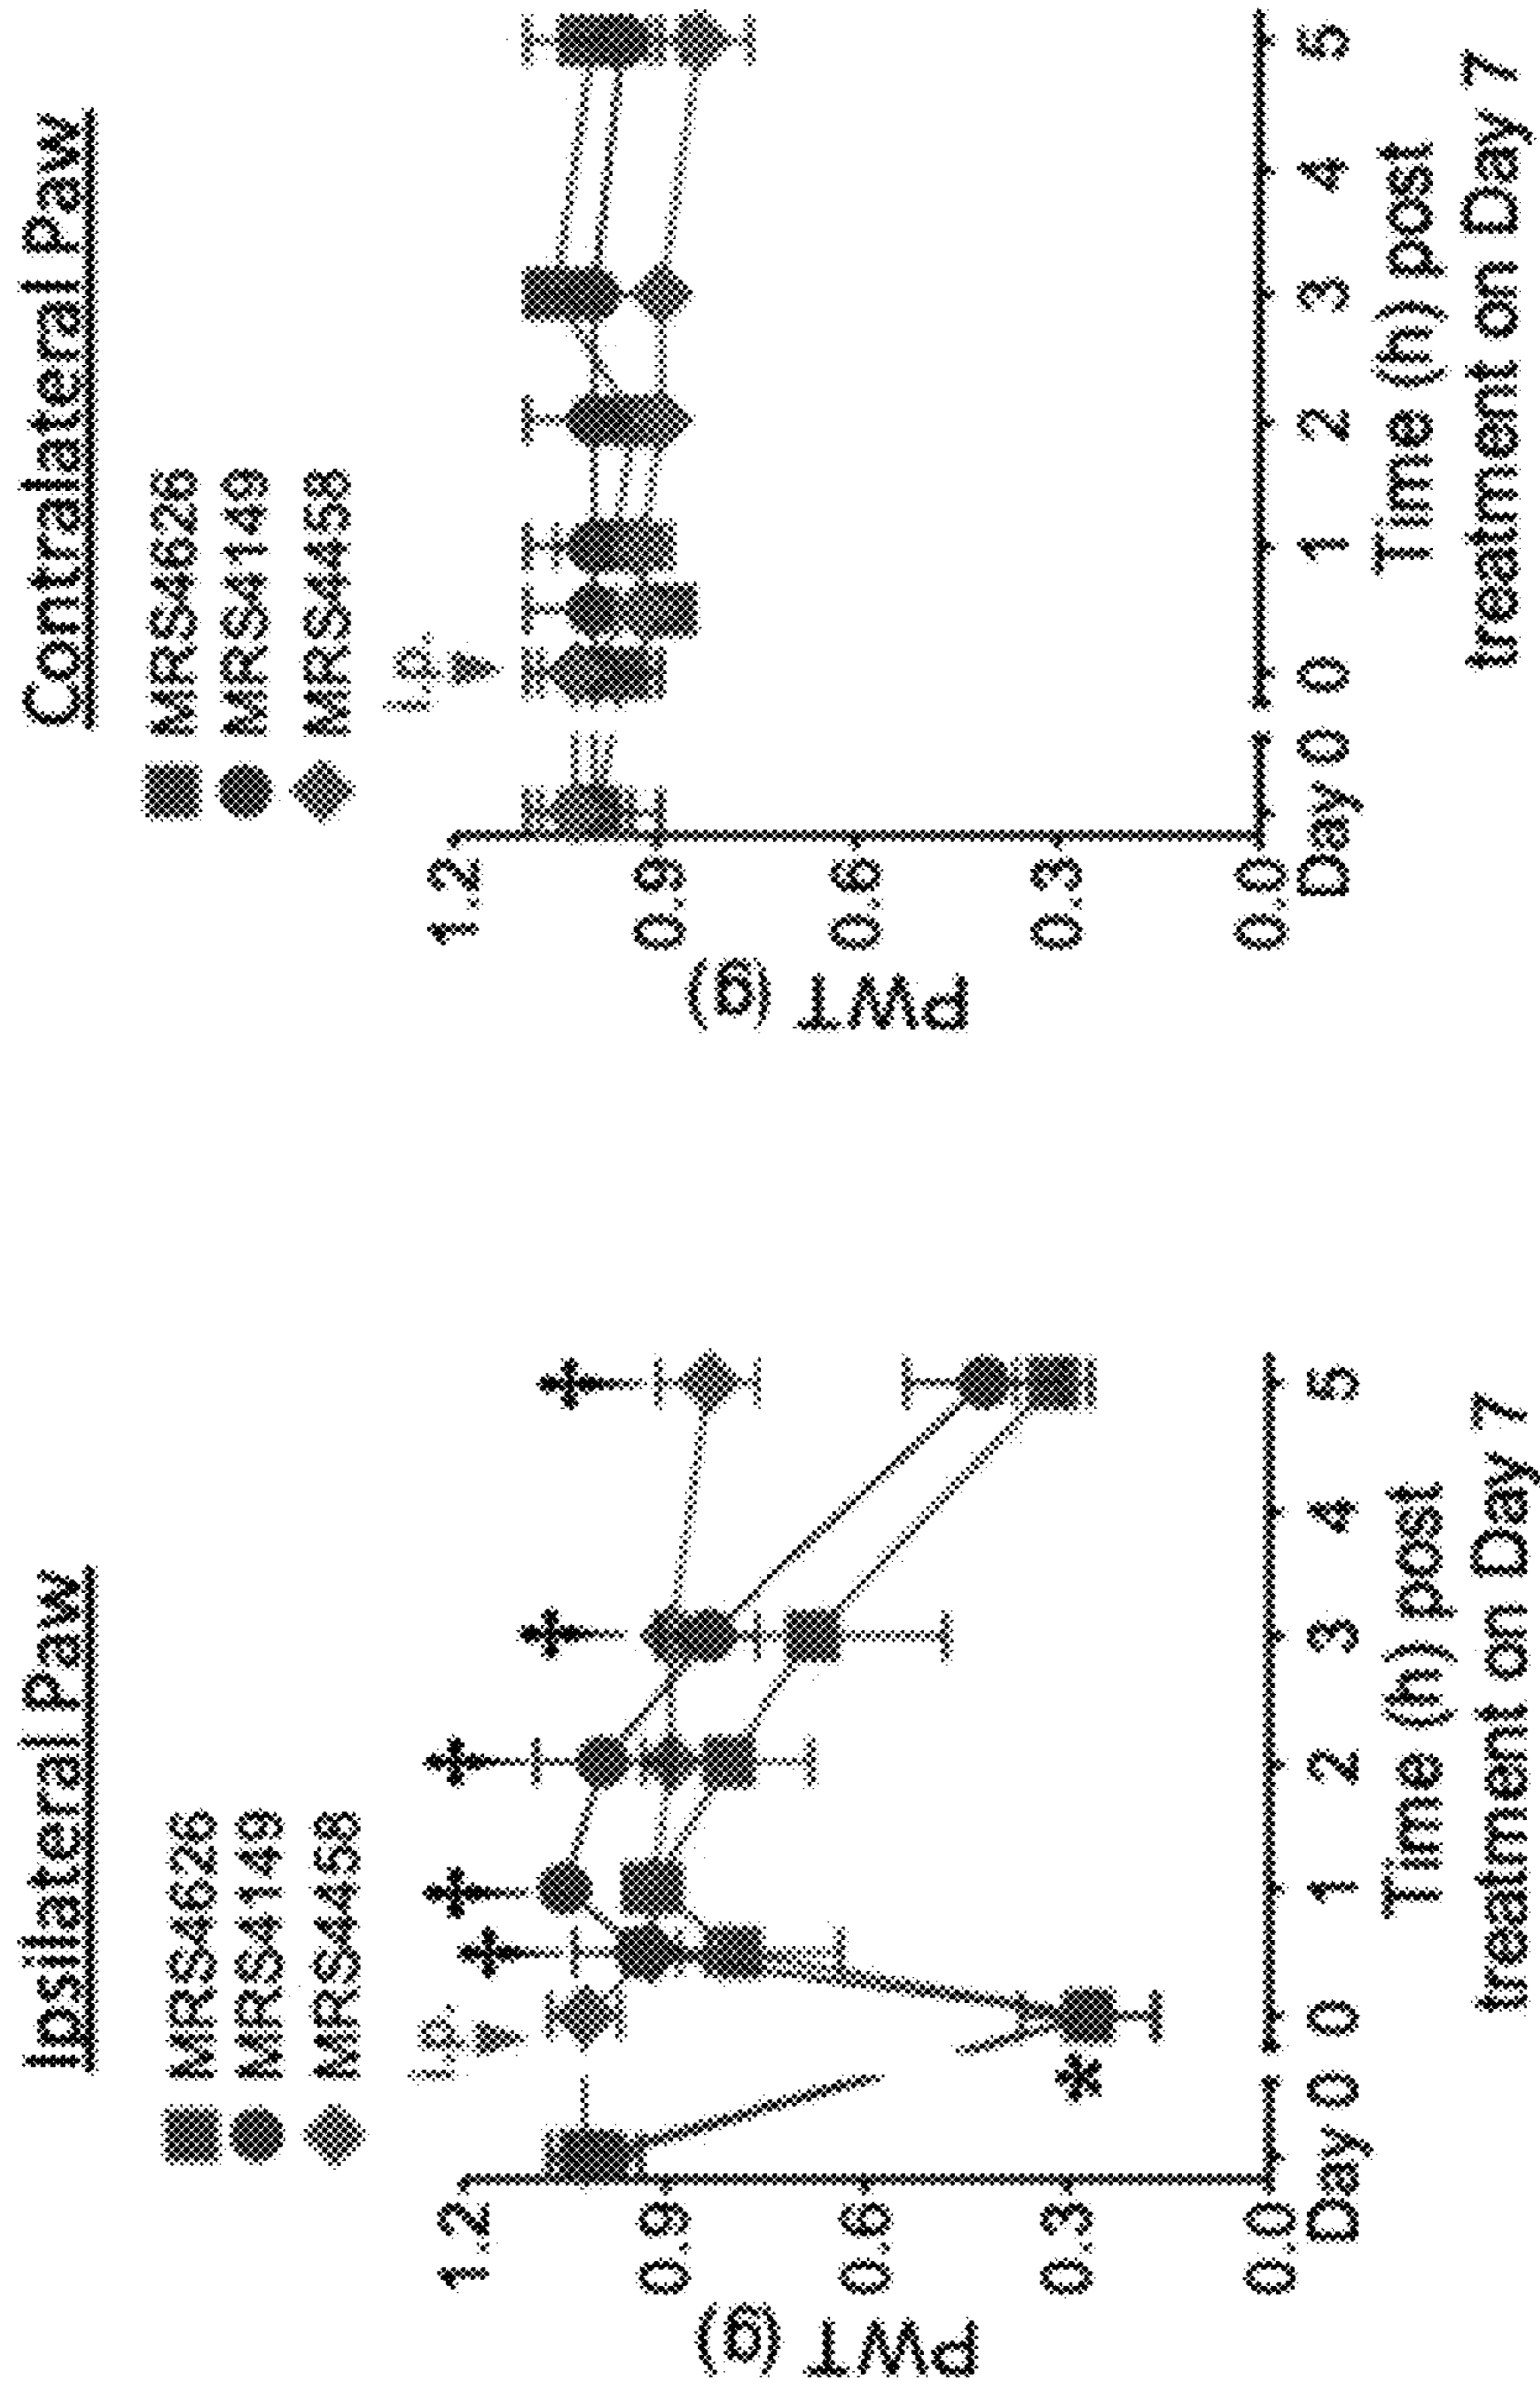 Ipsilateral Paw
MRS4626
MRS4149
MRS4458
i.p.
PWT (g)
1.2
0.9
0.6
0.3
0.0
†
†
†
†
†
*
Day 0 0 1 2 3 4 5
Time (h) post
treatment on Day 7
Contralateral Paw
MRS4626
MRS4149
MRS4458
i.p.
PWT (g)
1.2
0.9
0.6
0.3
0.0
Day 0 0 1 2 3 4 5
Time (h) post
treatment on Day 7